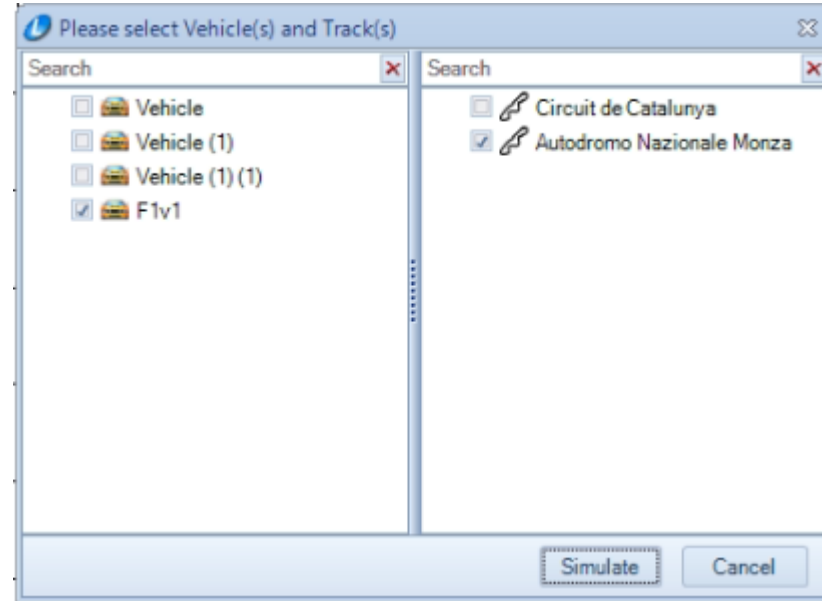 Please select Vehicle(s) and Track(s)
Search
Vehicle
Vehicle (1)
Vehicle (1) (1)
F1v1
Search
Circuit de Catalunya
Autodromo Nazionale Monza
Simulate
Cancel